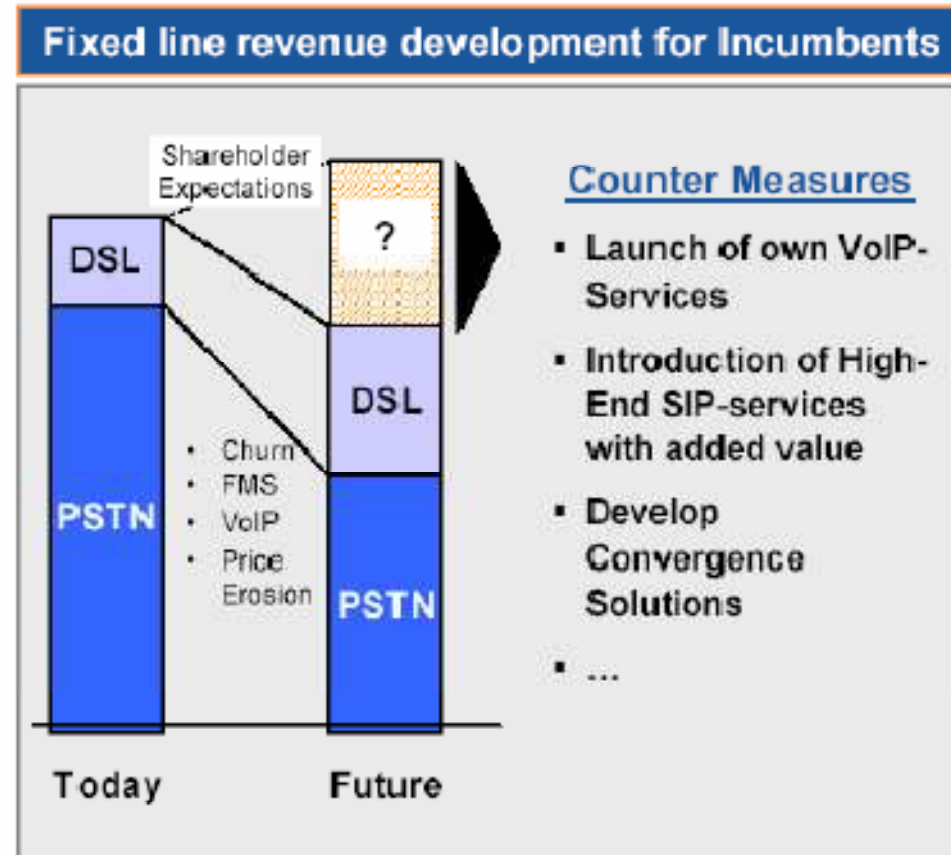 Fixed line revenue development for Incumbents
Shareholder
Expectations
DSL
PSTN
• Churn
• FMS
• VoIP
• Price
Erosion
?
DSL
PSTN
Today
Future
Counter Measures
▪ Launch of own VoIP-
Services
▪ Introduction of High-
End SIP-services
with added value
▪ Develop
Convergence
Solutions
▪ ...